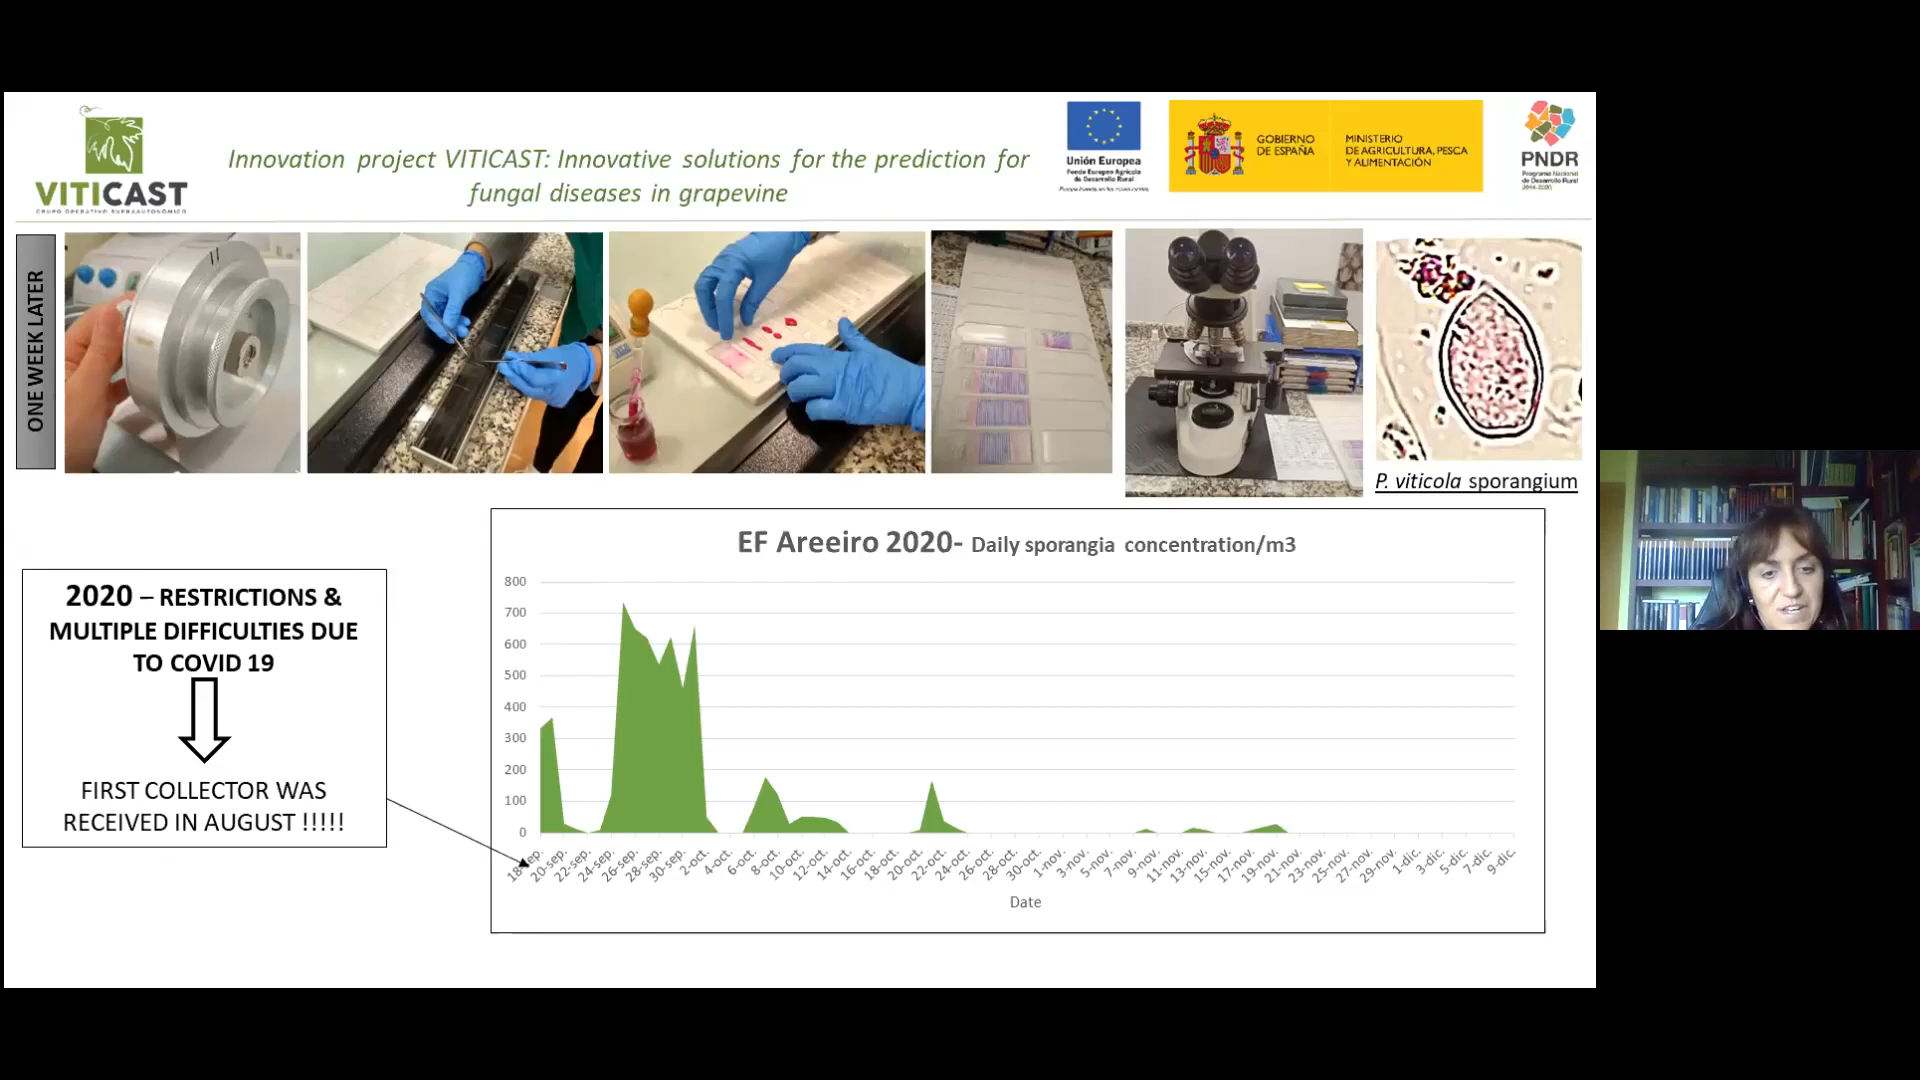 VITICAST
GRUPO OPERATIVO SUPRAAUTONÓMICO
Innovation project VITICAST: Innovative solutions for the prediction for
fungal diseases in grapevine
Unión Europea
Fondo Europeo Agrícola
de Desarrollo Rural
Europa invierte en las zonas rurales
GOBIERNO
DE ESPAÑA
MINISTERIO
DE AGRICULTURA, PESCA
Y ALIMENTACIÓN
PNDR
Programa Nacional
de Desarrollo Rural
2014-2020
ONE WEEK LATER
P. viticola sporangium
2020 – RESTRICTIONS &
MULTIPLE DIFFICULTIES DUE
TO COVID 19
FIRST COLLECTOR WAS
RECEIVED IN AUGUST !!!!!
EF Areeiro 2020- Daily sporangia concentration/m3
800
700
600
500
400
300
200
100
0
18-sep.
20-sep.
22-sep.
24-sep.
26-sep.
28-sep.
30-sep.
2-oct.
4-oct.
6-oct.
8-oct.
10-oct.
12-oct.
14-oct.
16-oct.
18-oct.
20-oct.
22-oct.
24-oct.
26-oct.
28-oct.
30-oct.
1-nov.
3-nov.
5-nov.
7-nov.
9-nov.
11-nov.
13-nov.
15-nov.
17-nov.
19-nov.
21-nov.
23-nov.
25-nov.
27-nov.
29-nov.
1-dic.
3-dic.
5-dic.
7-dic.
9-dic.
Date